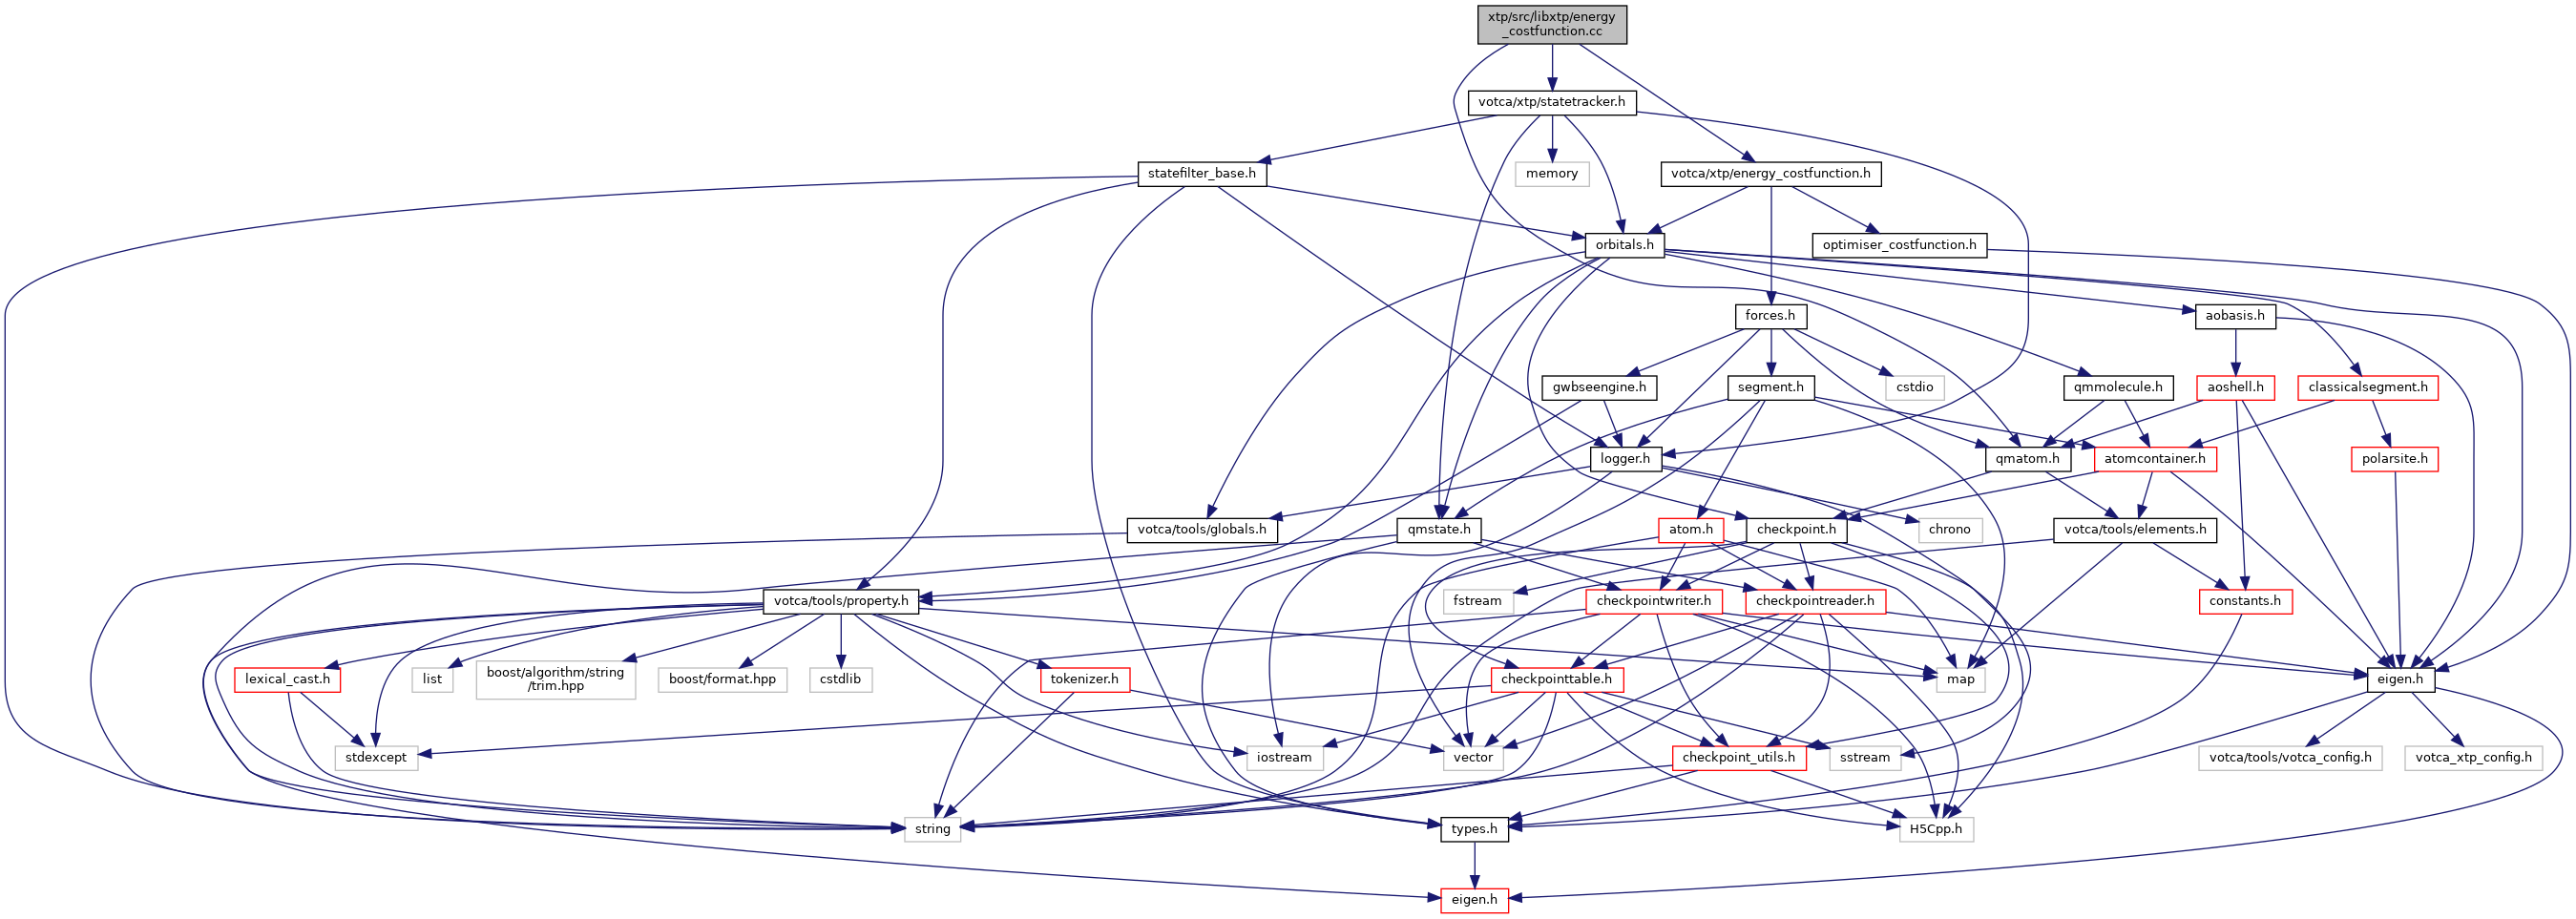 xtp/src/libxtp/energy
_costfunction.cc
votca/xtp/statetracker.h
statefilter_base.h
memory
votca/xtp/energy_costfunction.h
orbitals.h
optimiser_costfunction.h
forces.h
aobasis.h
gwbseengine.h
segment.h
cstdio
qmmolecule.h
aoshell.h
classicalsegment.h
logger.h
qmatom.h
atomcontainer.h
polarsite.h
votca/tools/globals.h
qmstate.h
atom.h
checkpoint.h
chrono
votca/tools/elements.h
votca/tools/property.h
fstream
checkpointwriter.h
checkpointreader.h
constants.h
lexical_cast.h
list
boost/algorithm/string
/trim.hpp
boost/format.hpp
cstdlib
tokenizer.h
checkpointtable.h
map
eigen.h
stdexcept
iostream
vector
checkpoint_utils.h
sstream
votca/tools/votca_config.h
votca_xtp_config.h
string
types.h
H5Cpp.h
eigen.h